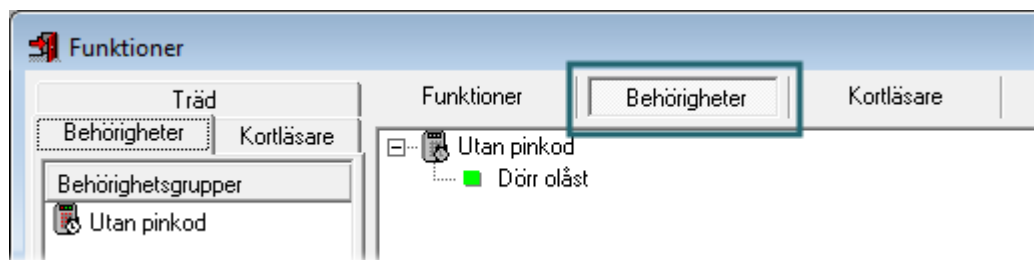 Funktioner
Träd
Behörigheter Kortläsare
Behörighetsgrupper
Utan pinkod
Funktioner Behörigheter Kortläsare
Utan pinkod
Dörr olåst